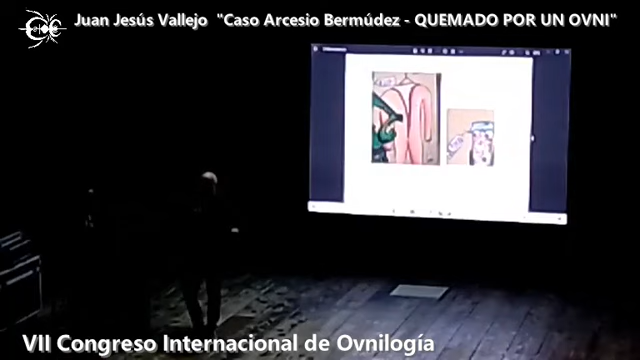 Juan Jesús Vallejo "Caso Arcesio Bermúdez - QUEMADO POR UN OVNI"
VII Congreso Internacional de Ovnilogía